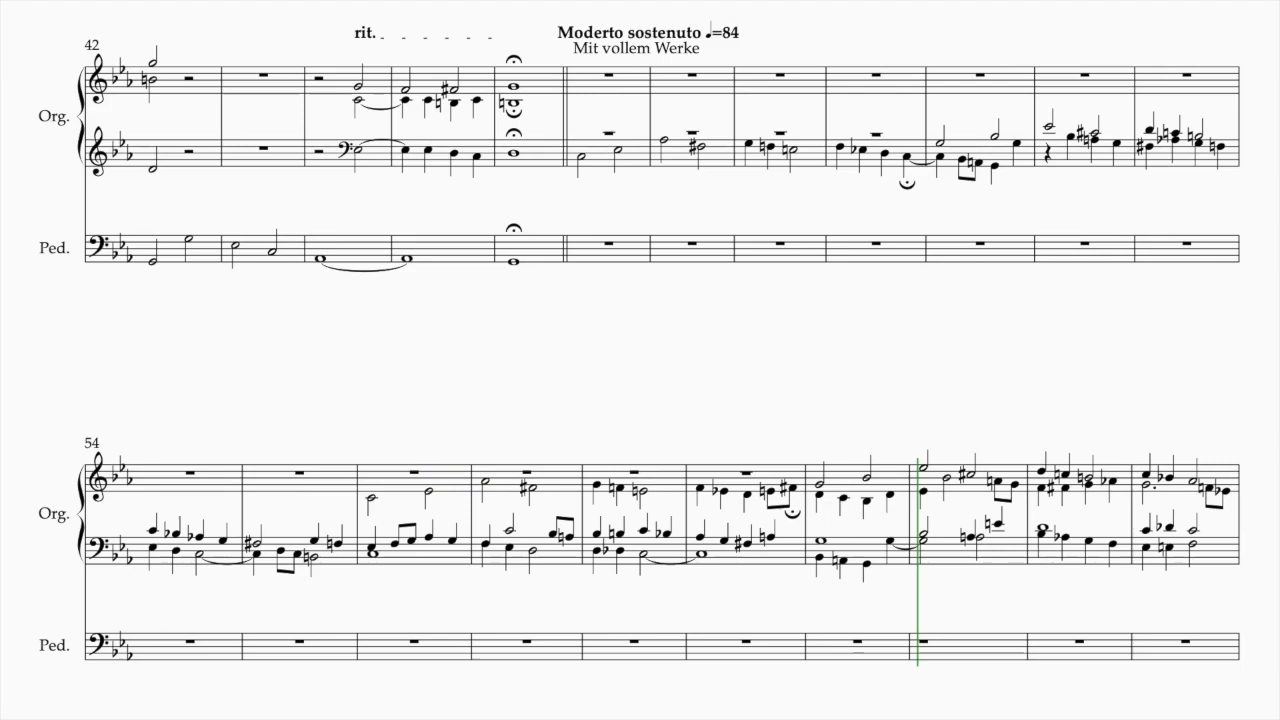 rit.
Moderto sostenuto ♩=84
Mit vollem Werke
42
Org.
Ped.
54
Org.
Ped.